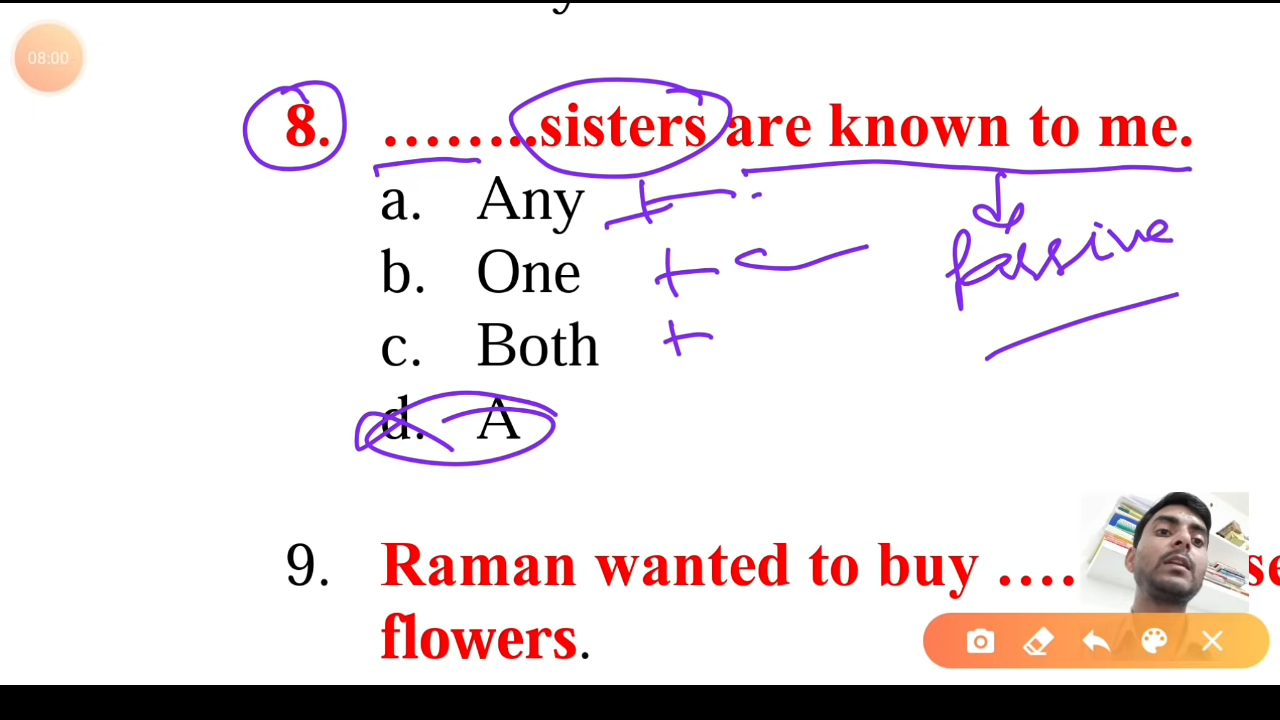 08:00
8. ........sisters are known to me.
a. Any
b. One
c. Both
d. A
passive
9. Raman wanted to buy ....
flowers.